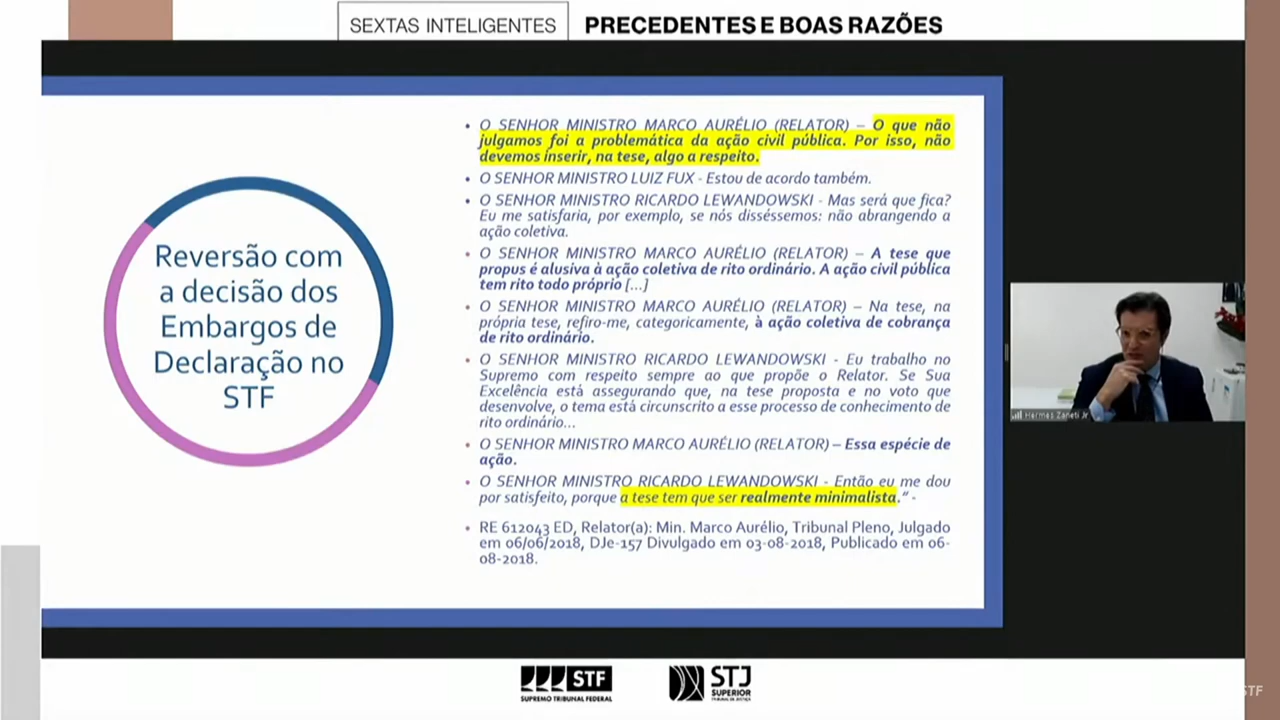 SEXTAS INTELIGENTES PRECEDENTES E BOAS RAZÕES
Reversão com
a decisão dos
Embargos de
Declaração no
STF
• O SENHOR MINISTRO MARCO AURÉLIO (RELATOR) – O que não
julgamos foi a problemática da ação civil pública. Por isso, não
devemos inserir, na tese, algo a respeito.
• O SENHOR MINISTRO LUIZ FUX - Estou de acordo também.
• O SENHOR MINISTRO RICARDO LEWANDOWSKI - Mas será que fica?
Eu me satisfaria, por exemplo, se nós disséssemos: não abrangendo a
ação coletiva.
• O SENHOR MINISTRO MARCO AURÉLIO (RELATOR) – A tese que
propus é alusiva à ação coletiva de rito ordinário. A ação civil pública
tem rito todo próprio [...]
• O SENHOR MINISTRO MARCO AURÉLIO (RELATOR) – Na tese, na
própria tese, refiro-me, categoricamente, à ação coletiva de cobrança
de rito ordinário.
• O SENHOR MINISTRO RICARDO LEWANDOWSKI - Eu trabalho no
Supremo com respeito sempre ao que propõe o Relator. Se Sua
Excelência está assegurando que, na tese proposta e no voto que
desenvolve, o tema está circunscrito a esse processo de conhecimento de
rito ordinário...
• O SENHOR MINISTRO MARCO AURÉLIO (RELATOR) – Essa espécie de
ação.
• O SENHOR MINISTRO RICARDO LEWANDOWSKI - Então eu me dou
por satisfeito, porque a tese tem que ser realmente minimalista." -
• RE 612043 ED, Relator(a): Min. Marco Aurélio, Tribunal Pleno, Julgado
em 06/06/2018, DJe-157 Divulgado em 03-08-2018, Publicado em 06-
08-2018.
Hermes Zaneti Jr
STF
SUPREMO TRIBUNAL FEDERAL
STJ
SUPERIOR
TRIBUNAL DE JUSTIÇA
STF